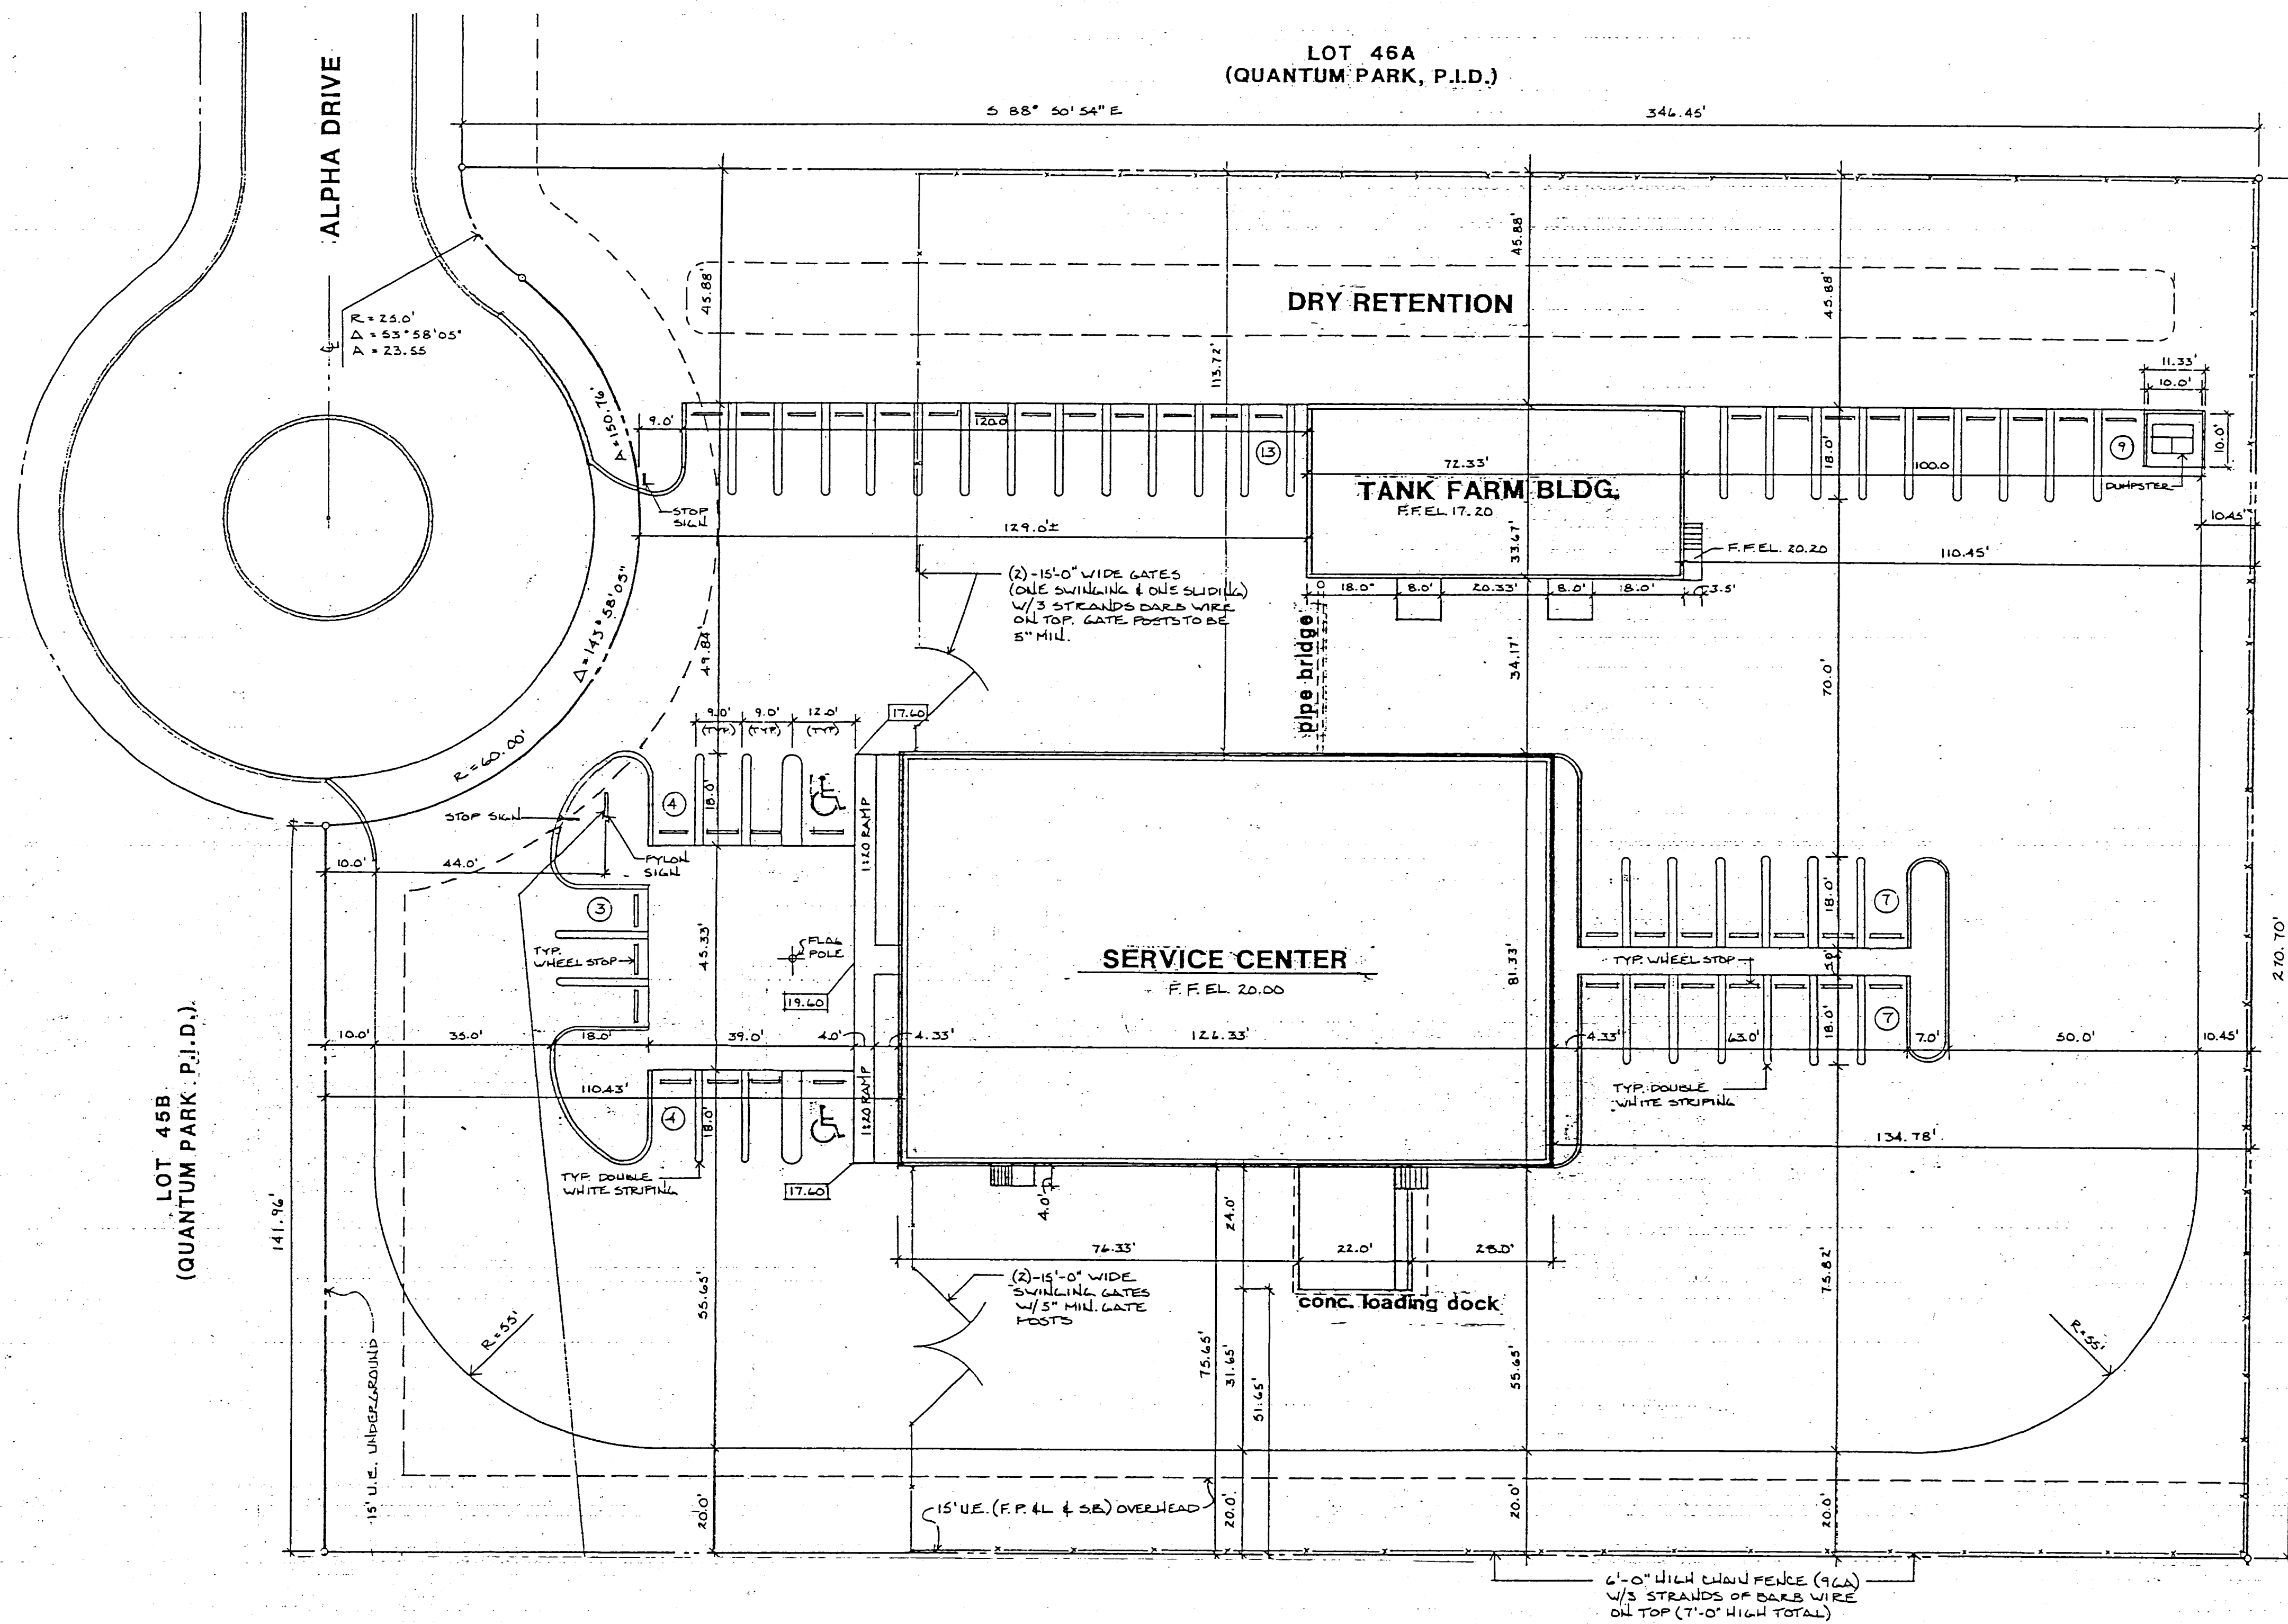 LOT 46A
(QUANTUM PARK, P.I.D.)
S 88° 50' 54" E
346.45'
ALPHA DRIVE
R = 25.0'
Δ = 53° 58' 05"
A = 23.55
A = 150.76'
Δ = 143° 58' 05"
R = 60.00'
45.88'
45.88'
45.88'
113.72'
DRY RETENTION
11.33'
10.0'
10.0'
DUMPSTER
9.0'
120.0
13
72.33'
TANK FARM BLDG.
F.F.EL. 17.20
18.0'
100.0
9
10.45'
STOP
SIGN
129.0'±
33.67'
F.F.EL. 20.20
110.45'
(2)-15'-0" WIDE GATES
(ONE SWINGING & ONE SLIDING)
W/3 STRANDS BARB WIRE
ON TOP. GATE POSTS TO BE
5" MIN.
18.0"
8.0'
20.33'
8.0'
18.0'
3.5'
pipe bridge
49.84'
34.17'
70.0'
9.0'
(TYP.)
9.0'
(TYP.)
12.0'
(TYP)
17.60
STOP SIGN
4
18.0'
1:20 RAMP
PYLON
SIGN
10.0'
44.0'
3
TYP.
WHEEL STOP
45.33'
FLAG
POLE
19.60
SERVICE CENTER
F. F. EL. 20.00
81.33'
18.0'
7
TYP. WHEEL STOP
5.0'
18.0'
7
270.70'
10.0'
35.0'
18.0'
39.0'
4.0'
4.33'
126.33'
4.33'
63.0'
7.0'
50.0'
10.45'
110.43'
4
18.0'
1:20 RAMP
TYP. DOUBLE
WHITE STRIPING
17.60
TYP. DOUBLE
WHITE STRIPING
134.78'
LOT 45B
(QUANTUM PARK P.I.D.)
141.96'
4.0'
24.0'
76.33'
22.0'
28.0'
(2)-15'-0" WIDE
SWINGING GATES
W/5" MIN. GATE
POSTS
conc. loading dock
55.65'
75.65'
31.65'
51.65'
55.65'
75.82'
R=55'
R=55'
15' U.E. UNDERGROUND
15' U.E. (F.P. &L & S.B.) OVERHEAD
20.0'
20.0'
20.0'
20.0'
6'-0" HIGH CHAIN FENCE (9GA)
W/3 STRANDS OF BARB WIRE
ON TOP (7'-0" HIGH TOTAL)